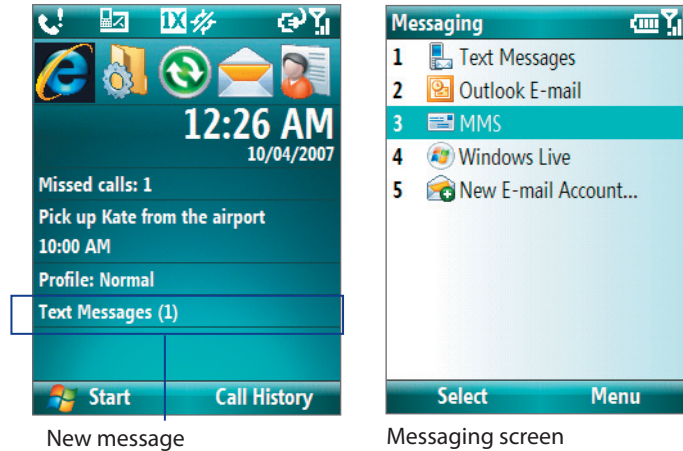 1X
12:26 AM
10/04/2007
Missed calls: 1
Pick up Kate from the airport
10:00 AM
Profile: Normal
Text Messages (1)
Start Call History
New message
Messaging
1 Text Messages
2 Outlook E-mail
3 MMS
4 Windows Live
5 New E-mail Account...
Select Menu
Messaging screen